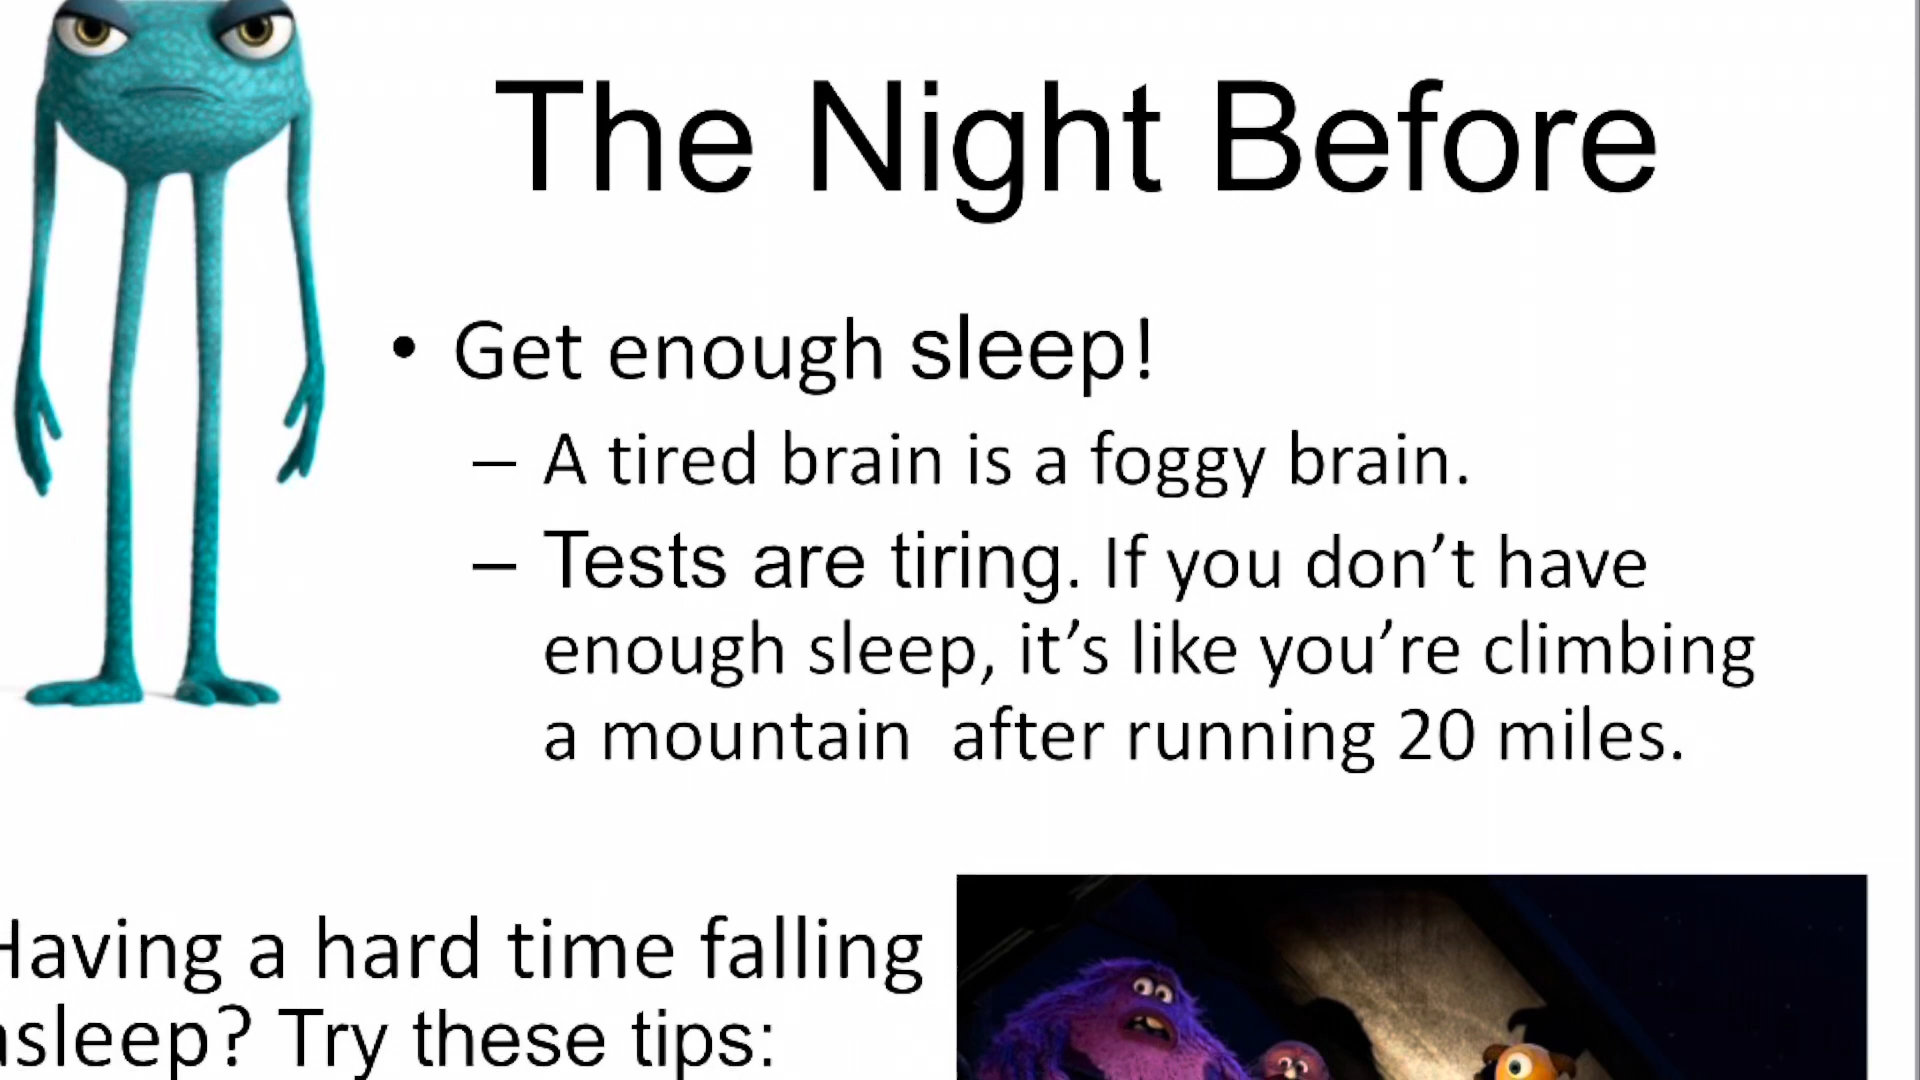 The Night Before
• Get enough sleep!
– A tired brain is a foggy brain.
– Tests are tiring. If you don’t have
enough sleep, it’s like you’re climbing
a mountain  after running 20 miles.
Having a hard time falling
asleep? Try these tips: